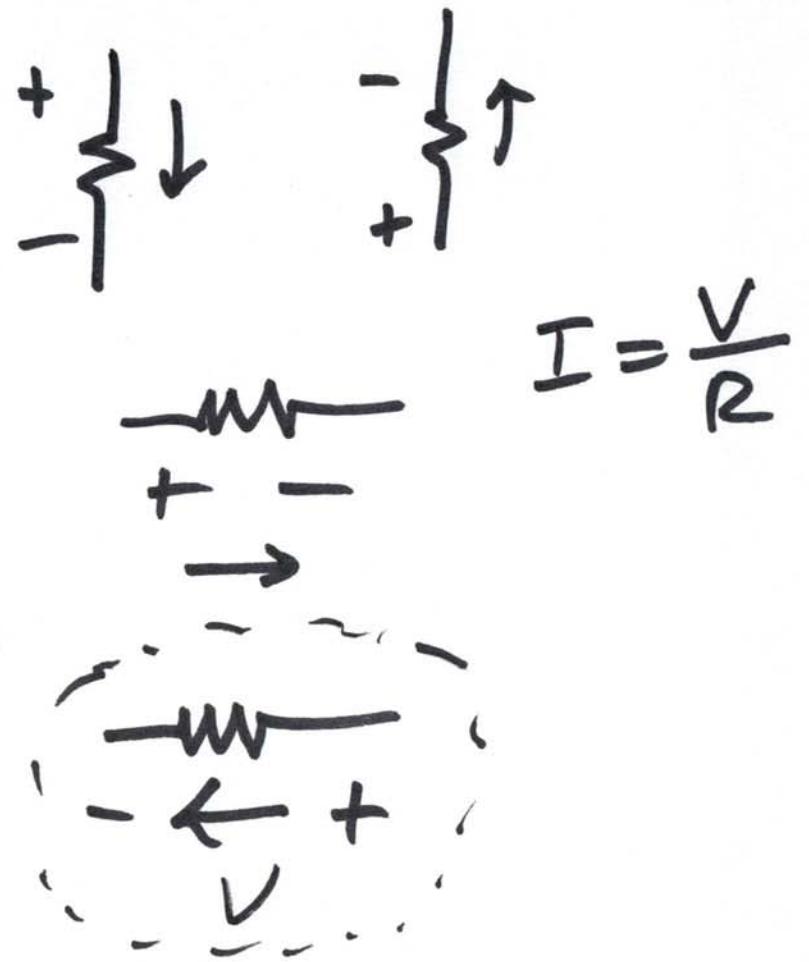 + -
- +
I = V/R
+ -
- +
V